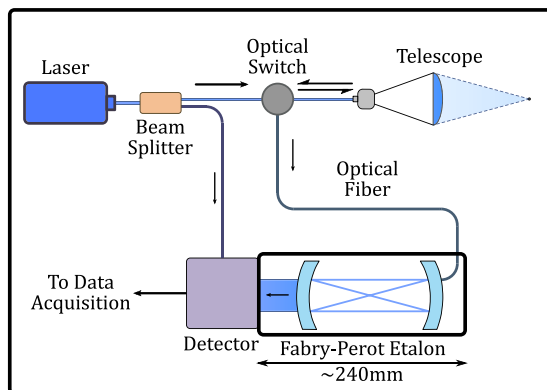 Laser
Optical
Switch
Telescope
Beam
Splitter
Optical
Fiber
To Data
Acquisition
Detector
Fabry-Perot Etalon
~240mm